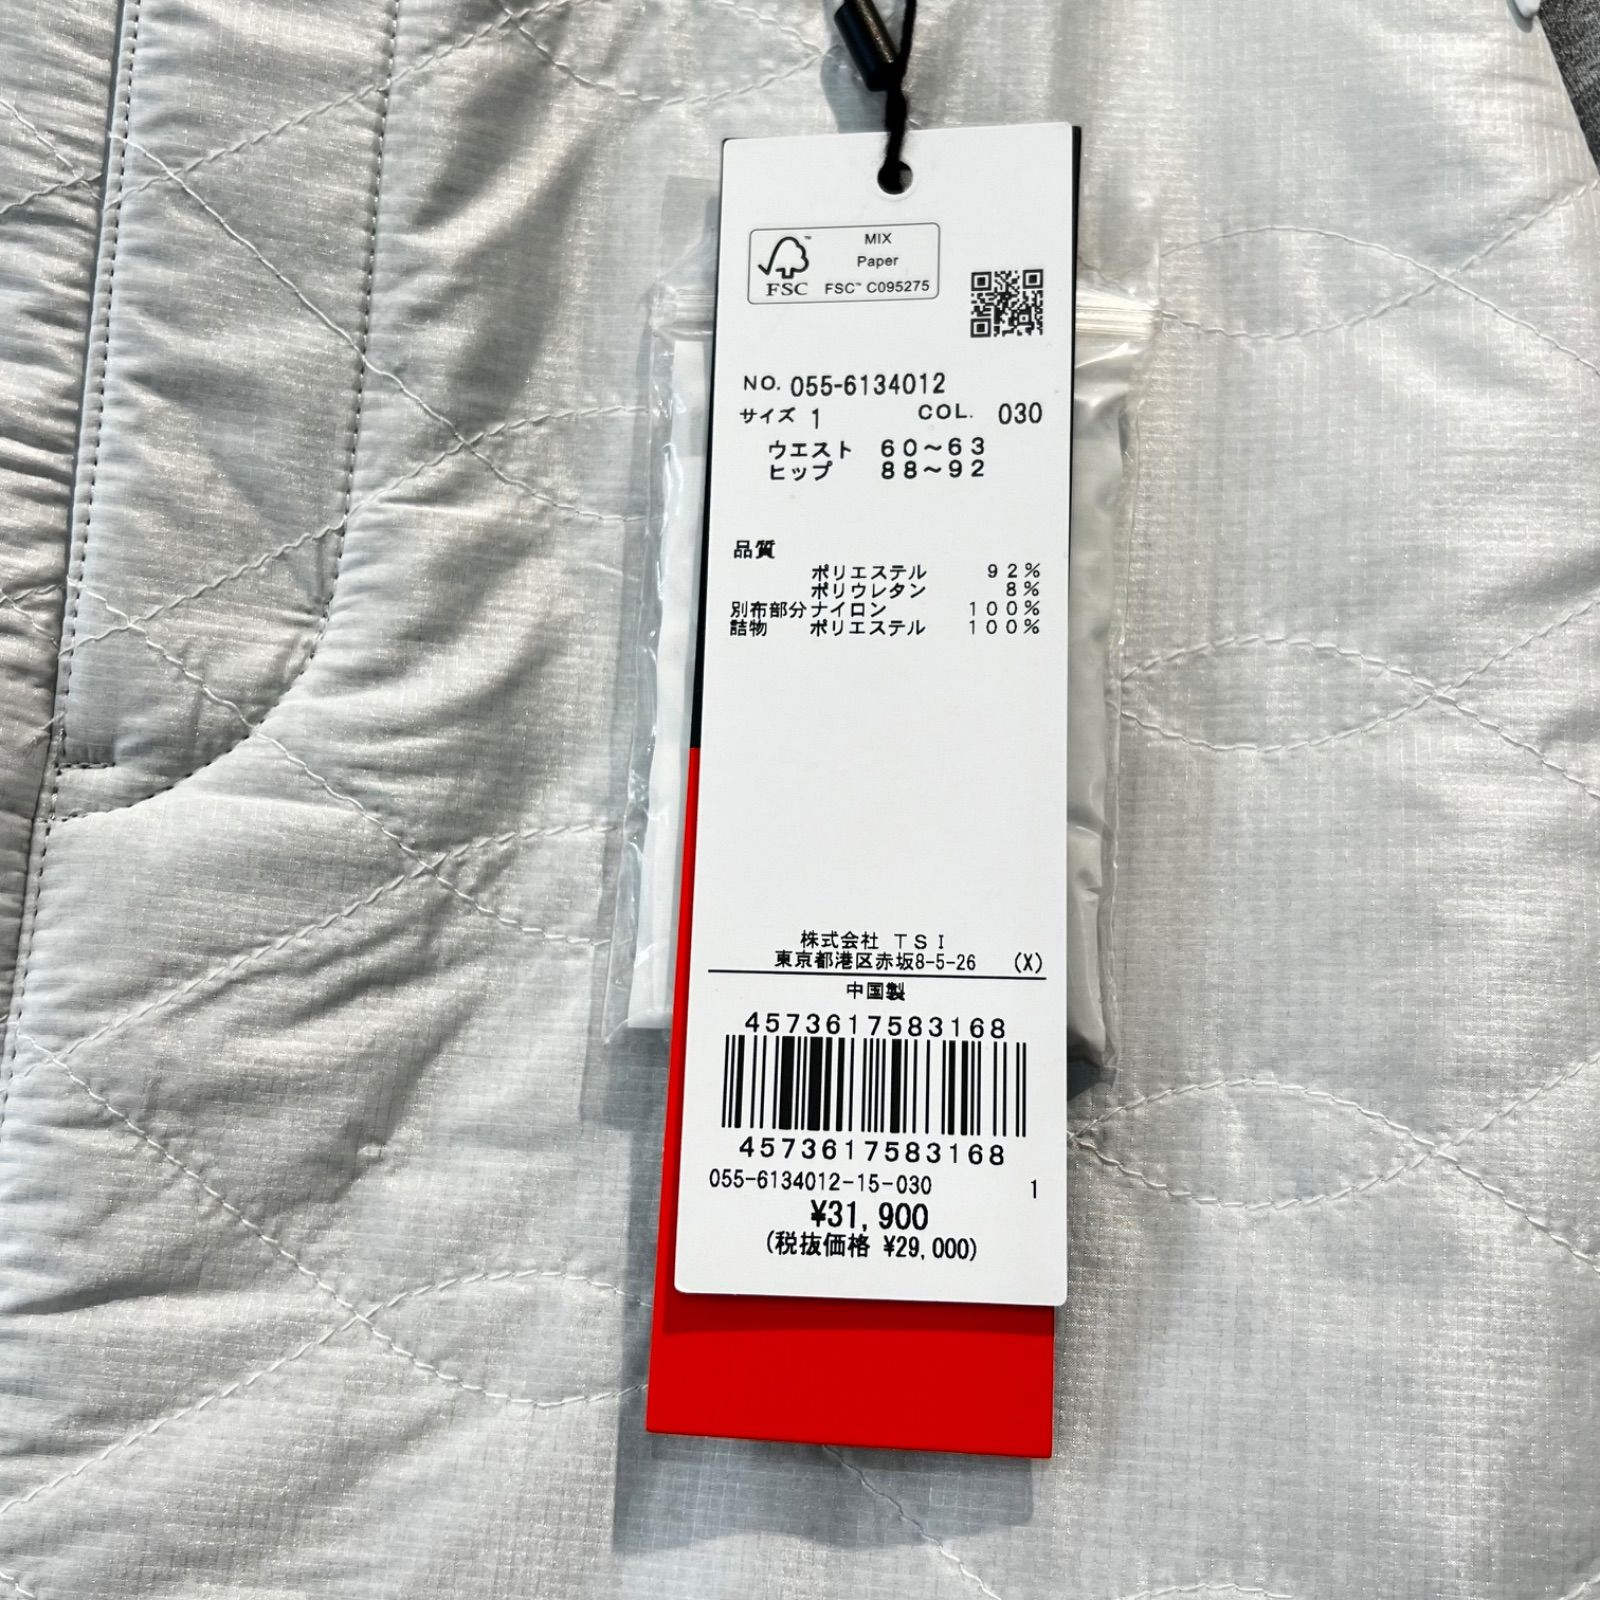 MIX
Paper
FSC™ C095275
FSC
NO. 055-6134012
サイズ 1 COL. 030
ウエスト 60～63
ヒップ 88～92
品質
ポリエステル 92%
ポリウレタン 8%
別布部分 ナイロン 100%
詰物 ポリエステル 100%
株式会社 TSI
東京都港区赤坂8-5-26 (X)
中国製
4573617583168
4573617583168
055-6134012-15-030 1
¥31,900
(税抜価格 ¥29,000)